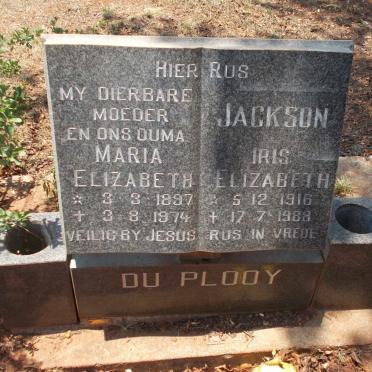 HIER RUS
MY DIERBARE
MOEDER
EN ONS OUMA
MARIA
ELIZABETH
☆ 3·3·1897
+ 3·8·1974
VEILIG BY JESUS
JACKSON
IRIS
ELIZABETH
☆ 5·12·1916
+ 17·7·1988
RUS IN VREDE
DU PLOOY